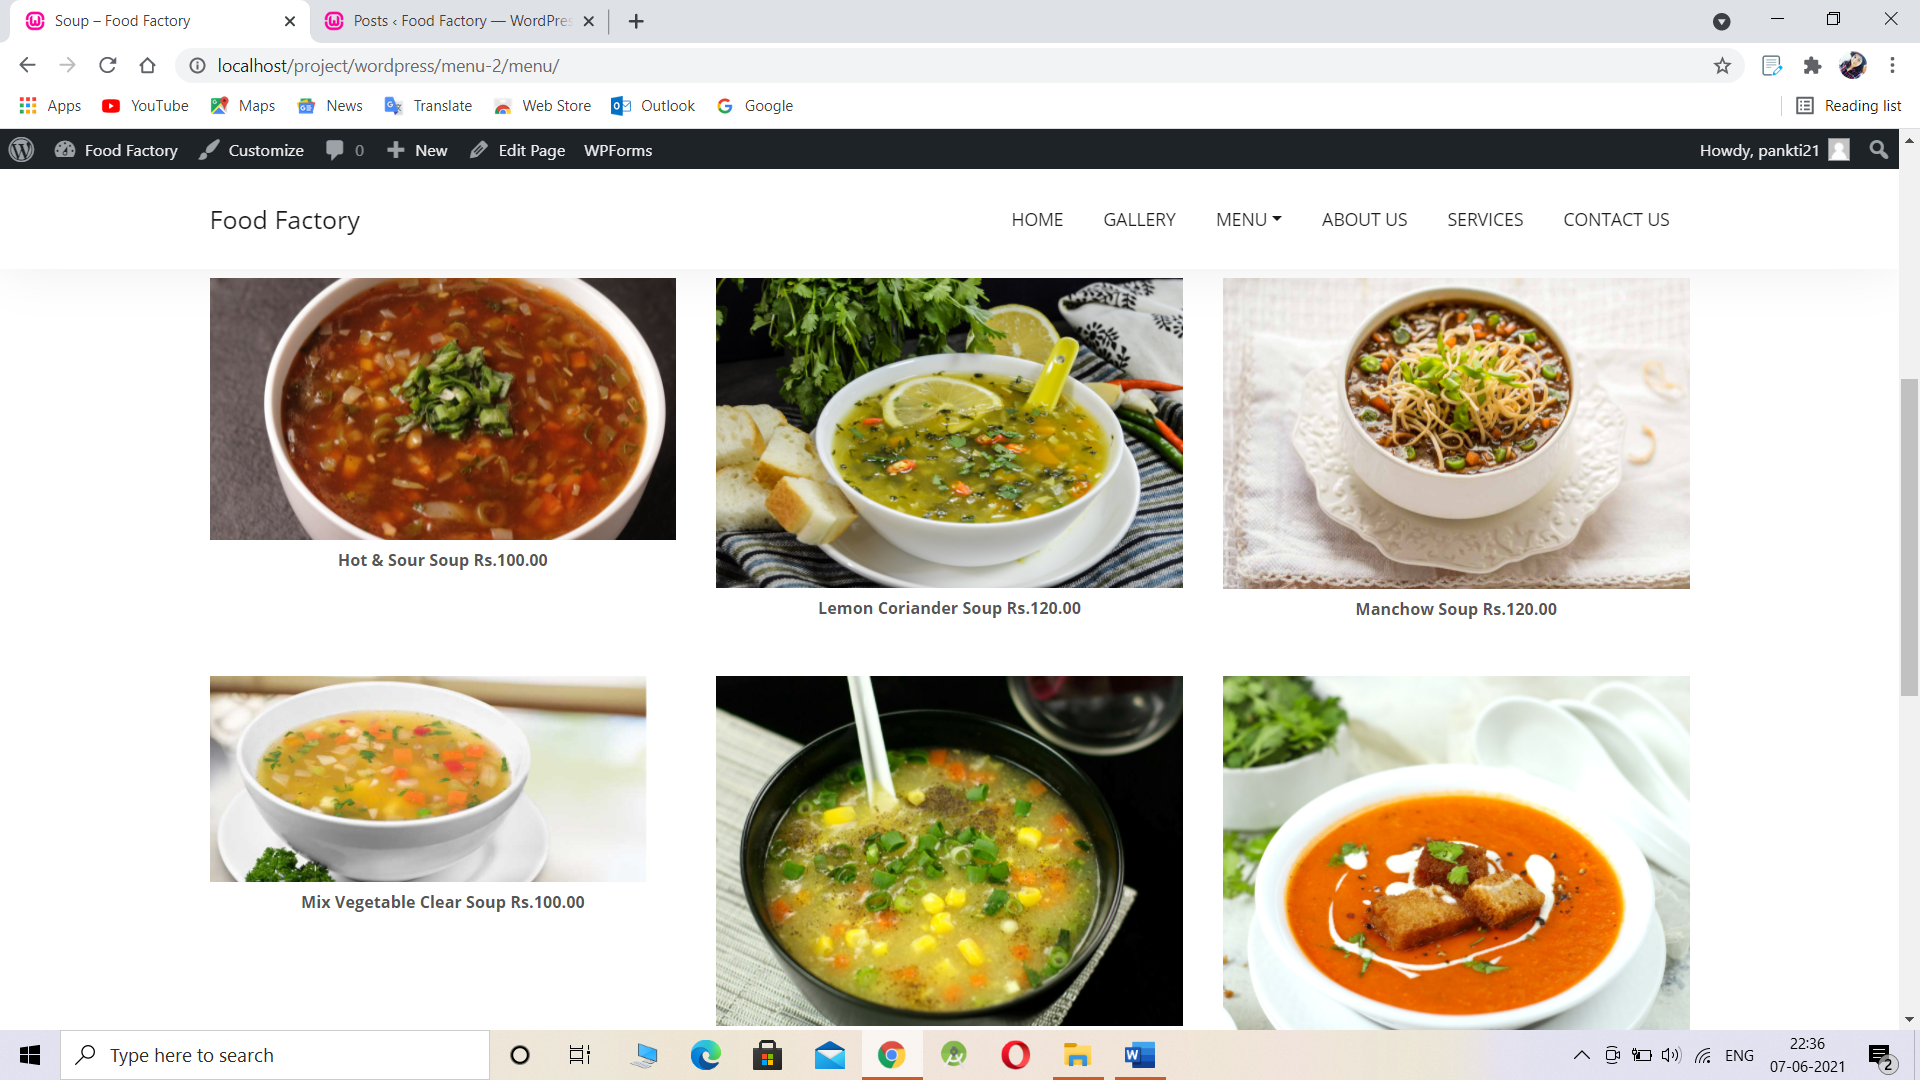 Soup – Food Factory
Posts ‹ Food Factory — WordPres
localhost/project/wordpress/menu-2/menu/
Apps YouTube Maps News Translate Web Store Outlook Google Reading list
Food Factory Customize 0 New Edit Page WPForms Howdy, pankti21
Food Factory HOME GALLERY MENU ABOUT US SERVICES CONTACT US
Hot & Sour Soup Rs.100.00
Lemon Coriander Soup Rs.120.00
Manchow Soup Rs.120.00
Mix Vegetable Clear Soup Rs.100.00
Type here to search
ENG
22:36
07-06-2021
2